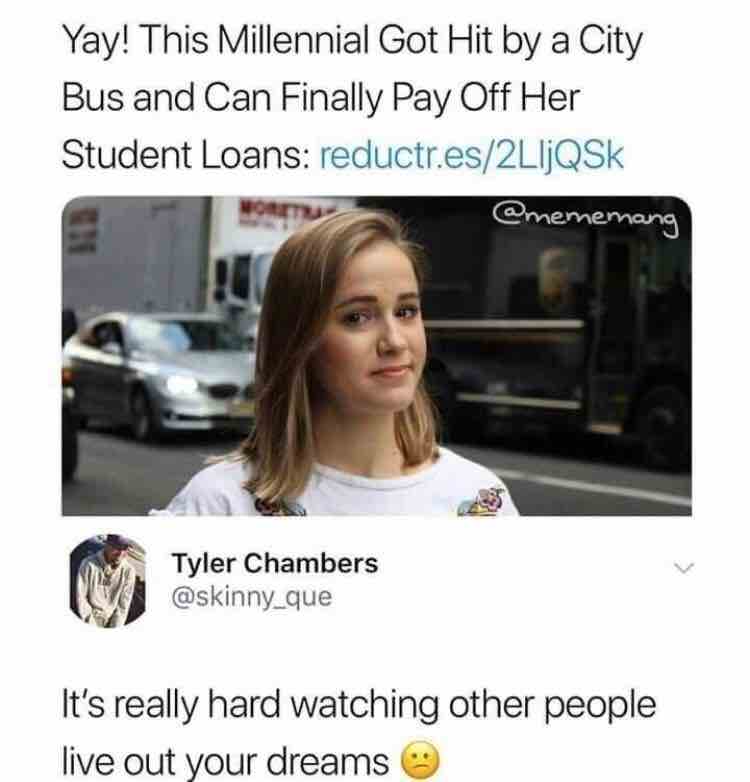 Yay! This Millennial Got Hit by a City
Bus and Can Finally Pay Off Her
Student Loans: reductr.es/2LljQSk
@mememang
Tyler Chambers
@skinny_que
It's really hard watching other people
live out your dreams 😕